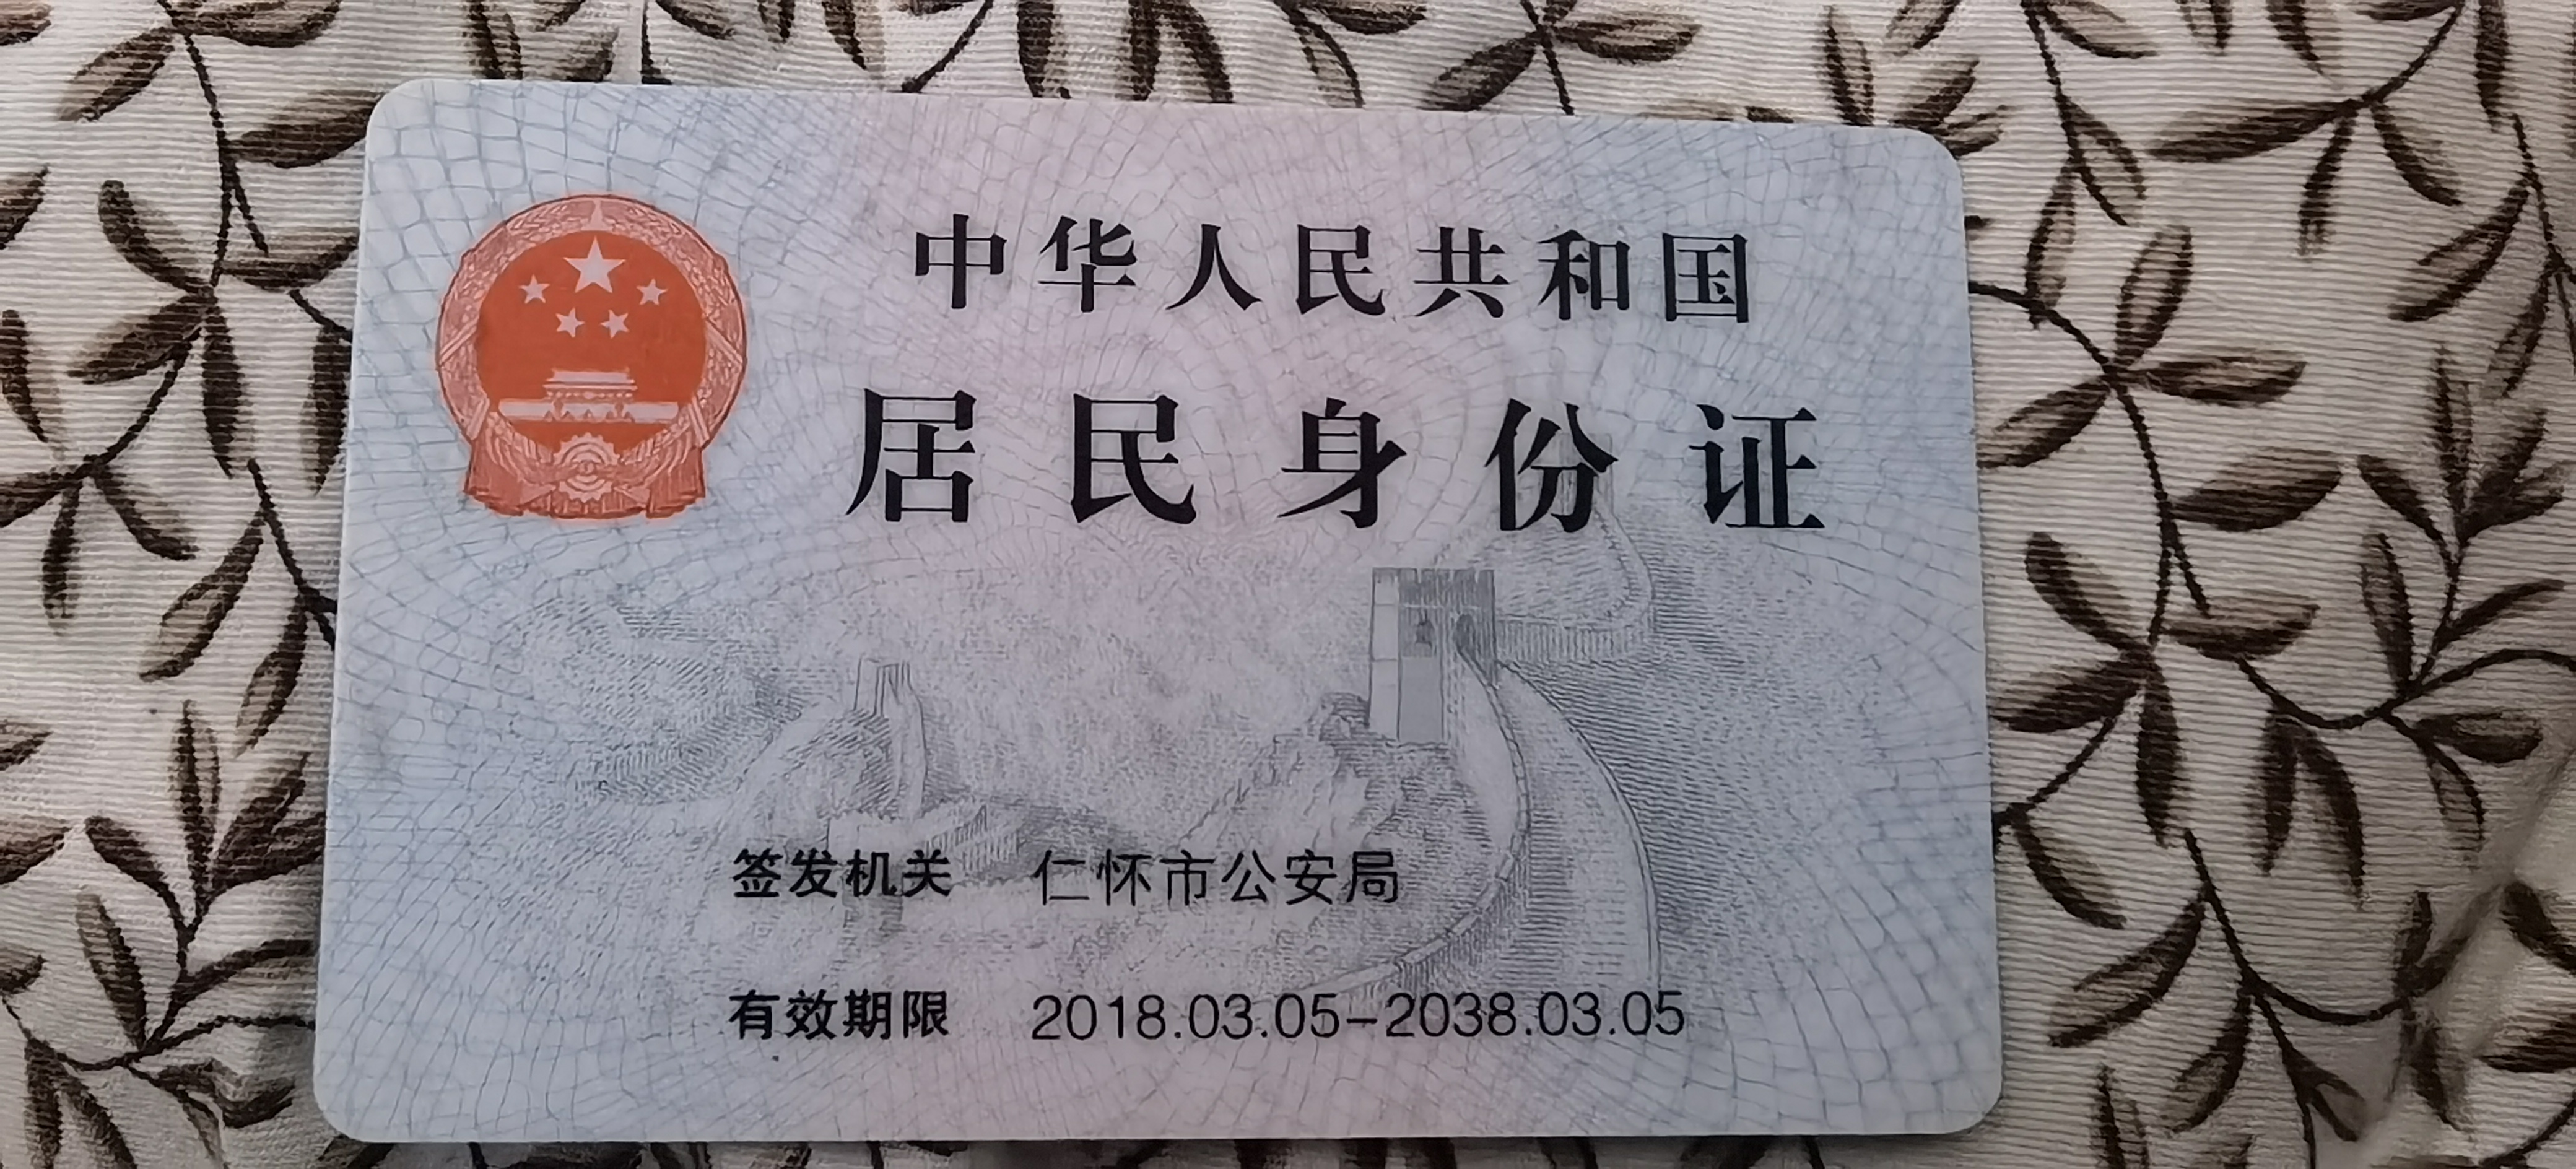 中华人民共和国
居民身份证
签发机关 仁怀市公安局
有效期限 2018.03.05-2038.03.05